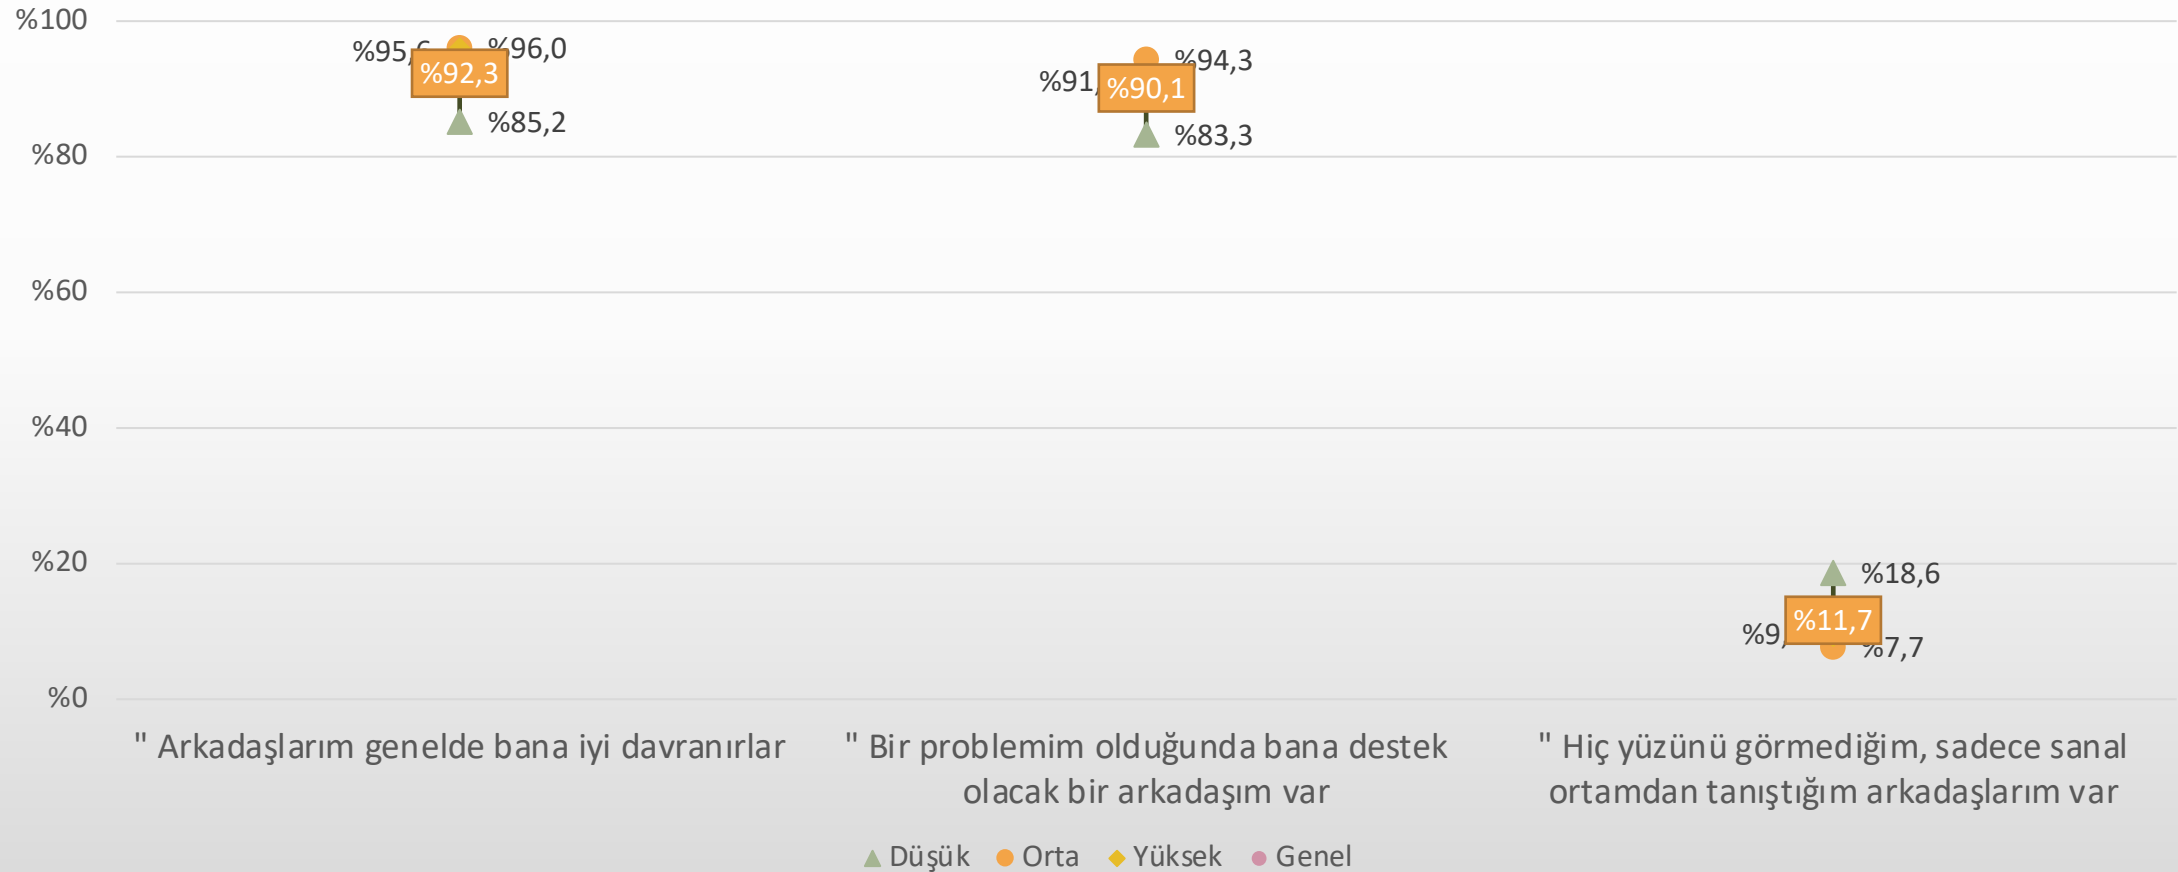 %100
%80
%60
%40
%20
%0
%96,0
%92,3
%85,2
%94,3
%90,1
%83,3
%18,6
%11,7
%7,7
" Arkadaşlarım genelde bana iyi davranırlar
" Bir problemim olduğunda bana destek
olacak bir arkadaşım var
" Hiç yüzünü görmediğim, sadece sanal
ortamdan tanıştığım arkadaşlarım var
Düşük Orta Yüksek Genel